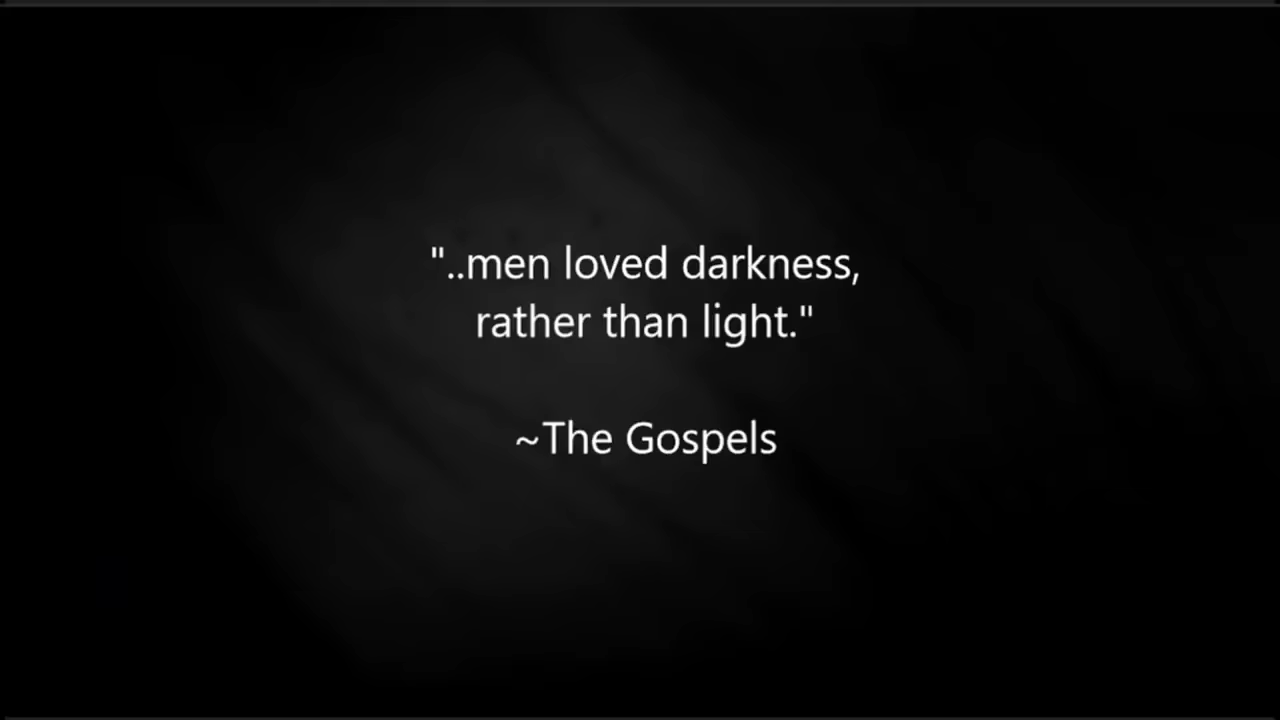 "..men loved darkness,
rather than light."
~The Gospels